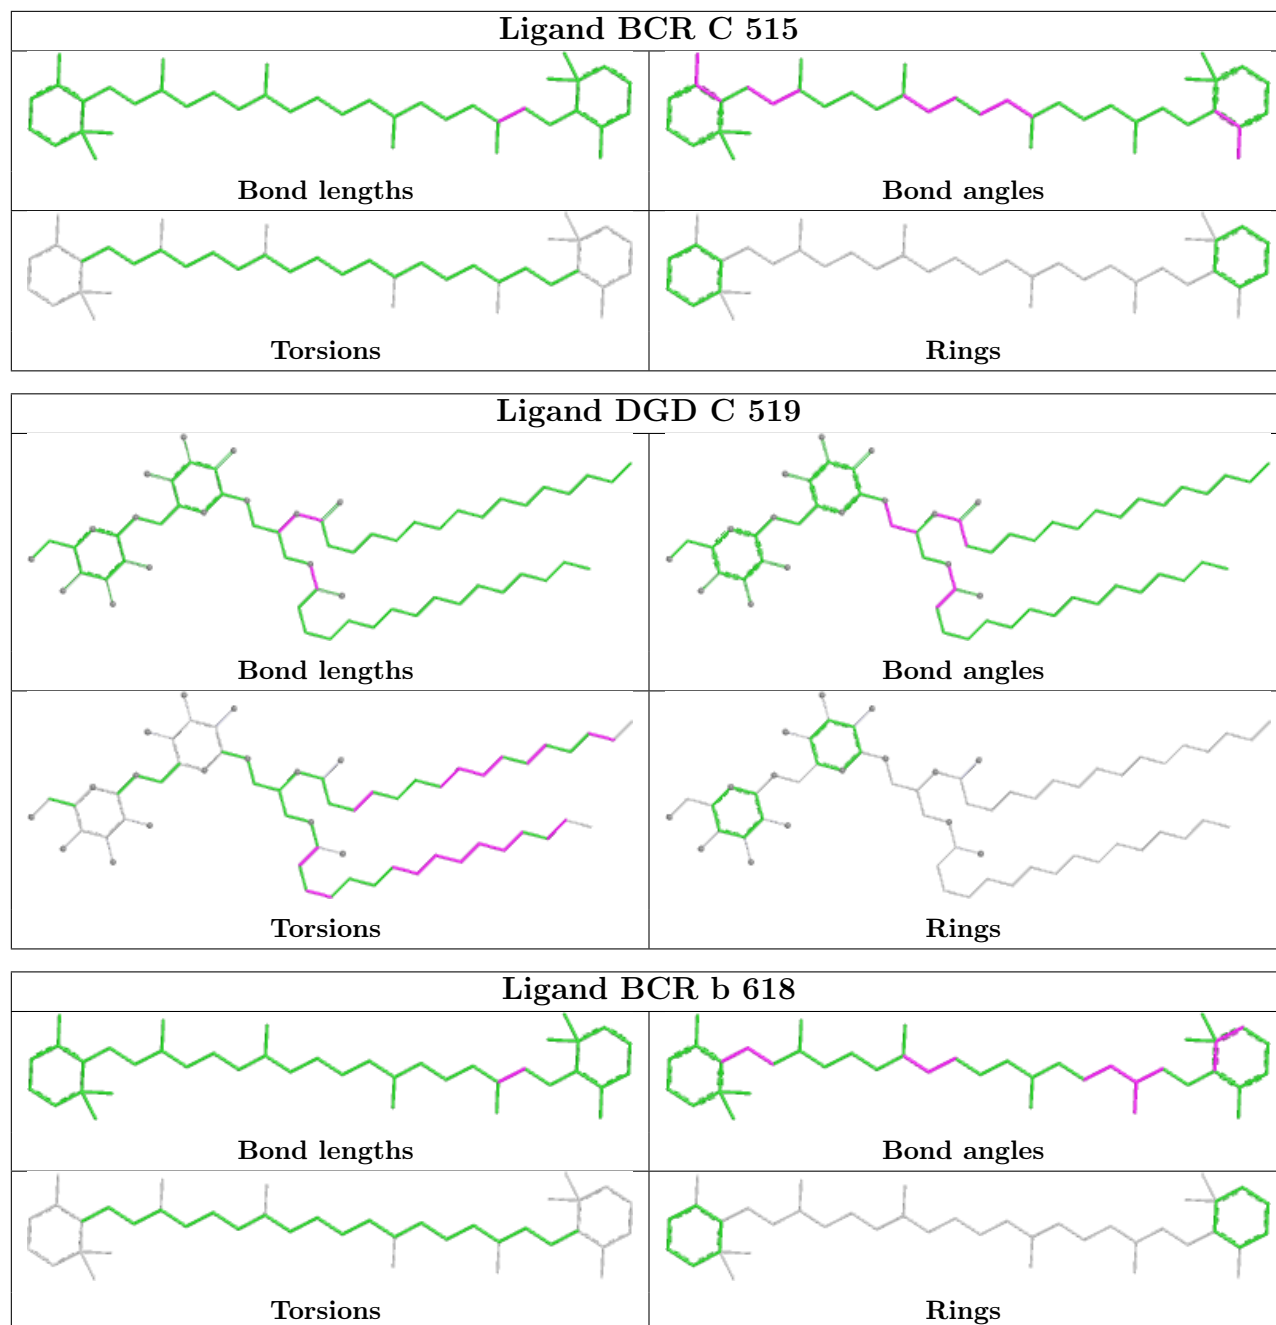 Ligand BCR C 515
Bond lengths
Bond angles
Torsions
Rings
Ligand DGD C 519
Bond lengths
Bond angles
Torsions
Rings
Ligand BCR b 618
Bond lengths
Bond angles
Torsions
Rings